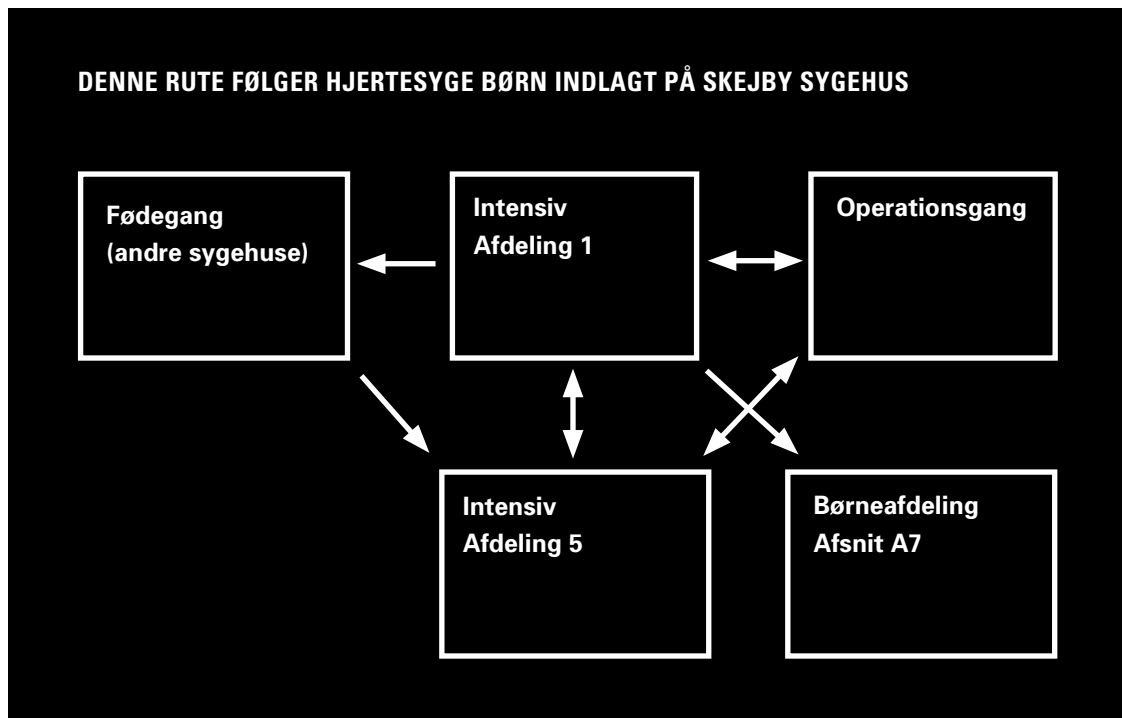 DENNE RUTE FØLGER HJERTESYGE BØRN INDLAGT PÅ SKEJBY SYGEHUS
Fødegang
(andre sygehuse)
Intensiv
Afdeling 1
Operationsgang
Intensiv
Afdeling 5
Børneafdeling
Afsnit A7